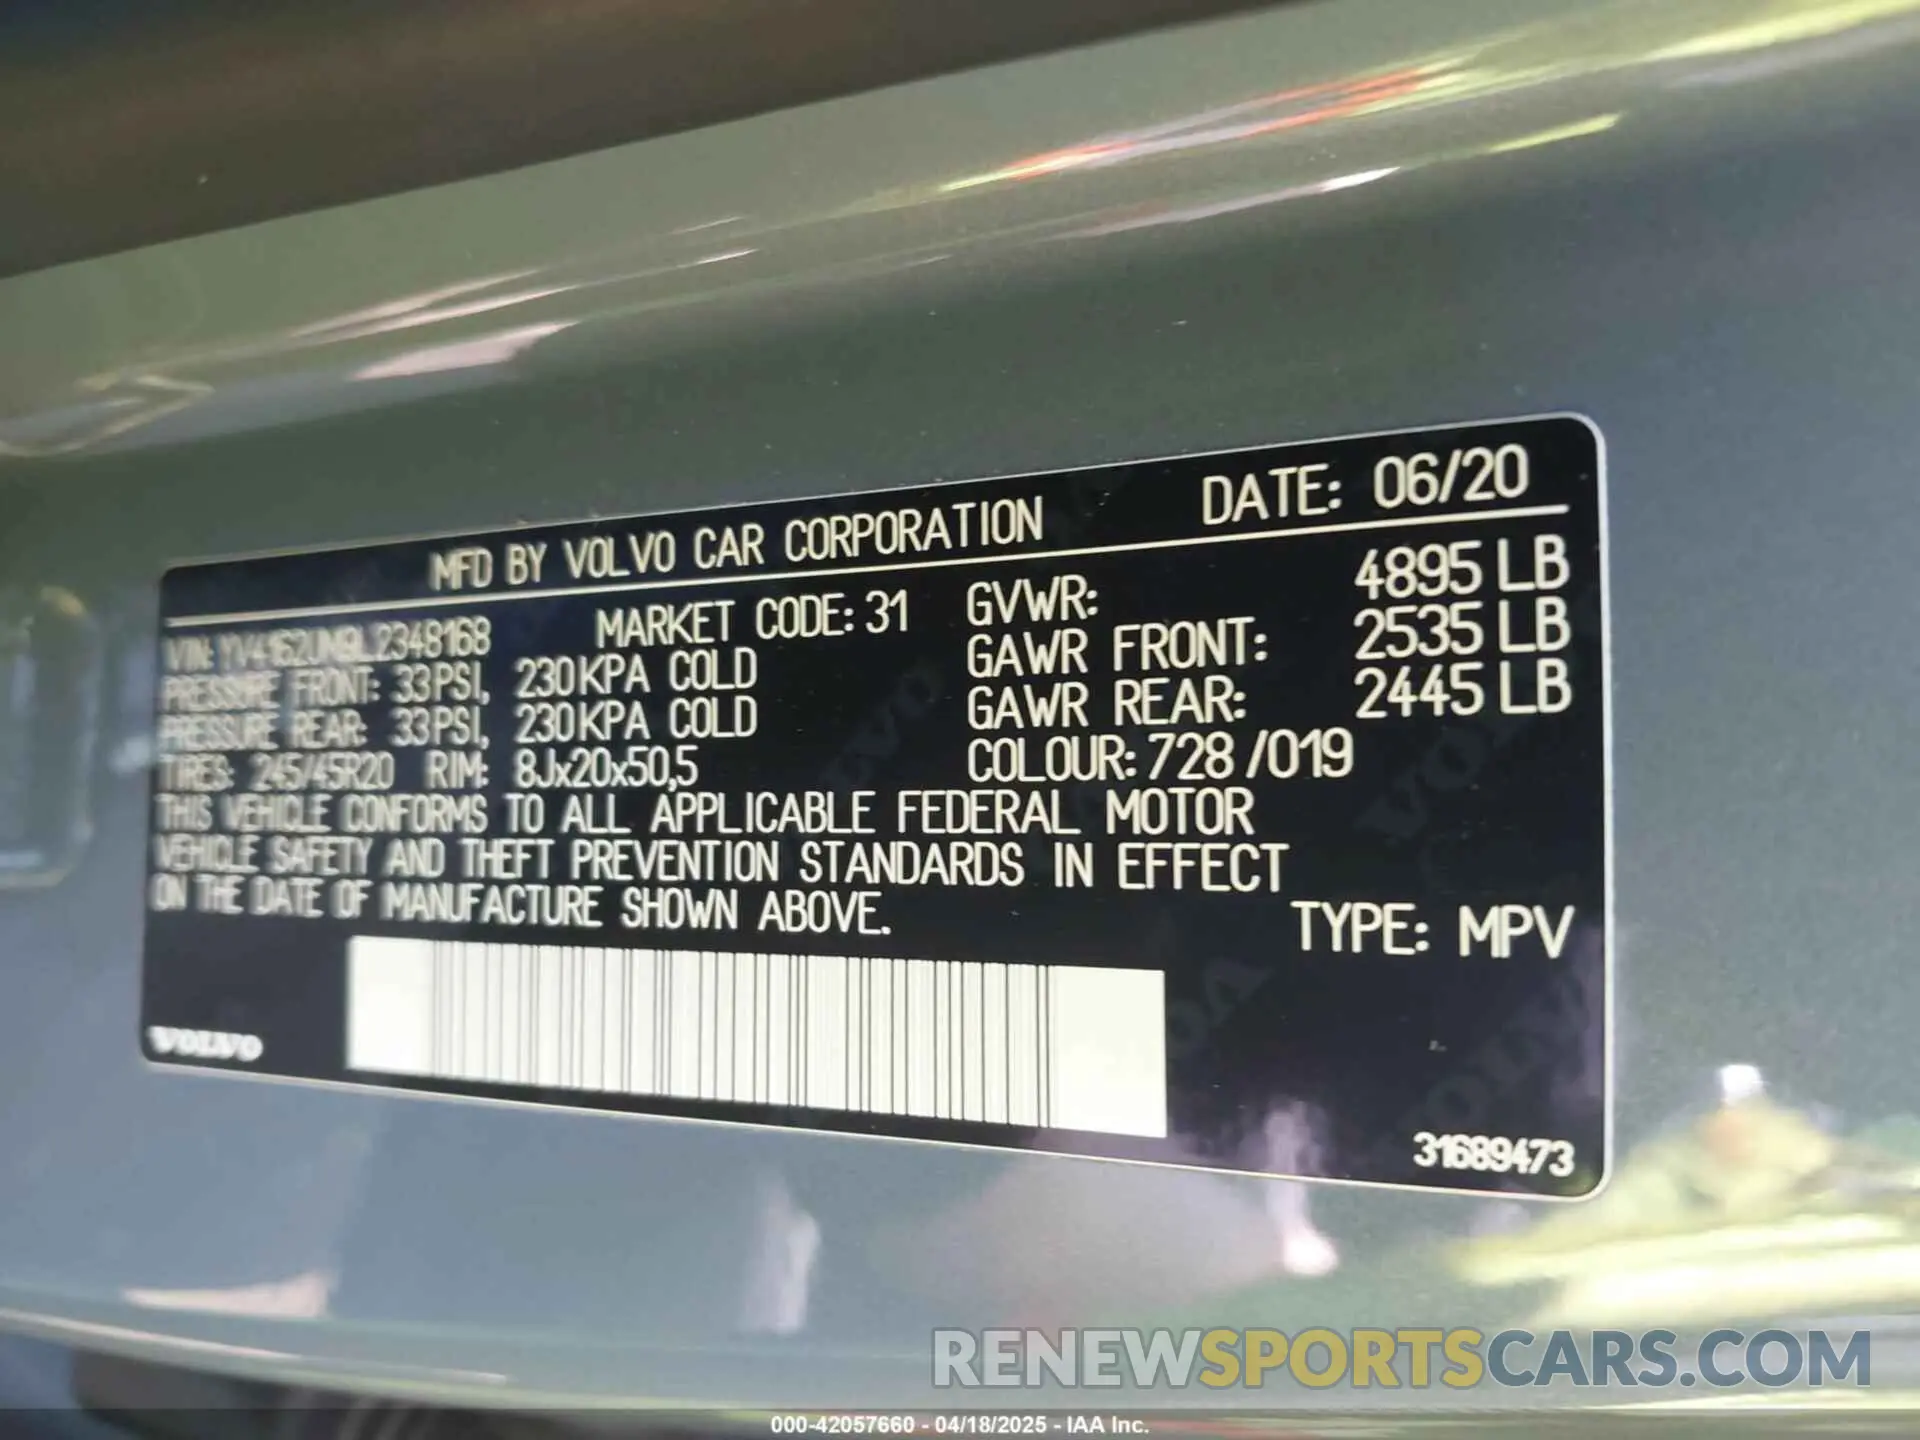 MFD BY VOLVO CAR CORPORATION DATE: 06/20
VIN: YV4162UM9L2348168 MARKET CODE: 31 GVWR: 4895 LB
PRESSURE FRONT: 33PSI, 230KPA COLD GAWR FRONT: 2535 LB
PRESSURE REAR: 33PSI, 230KPA COLD GAWR REAR: 2445 LB
TIRES: 245/45R20 RIM: 8Jx20x50,5 COLOUR: 728 /019
THIS VEHICLE CONFORMS TO ALL APPLICABLE FEDERAL MOTOR
VEHICLE SAFETY AND THEFT PREVENTION STANDARDS IN EFFECT
ON THE DATE OF MANUFACTURE SHOWN ABOVE.
TYPE: MPV
VOLVO
31689473
RENEWSPORTSCARS.COM
000-42057660 - 04/18/2025 - IAA Inc.